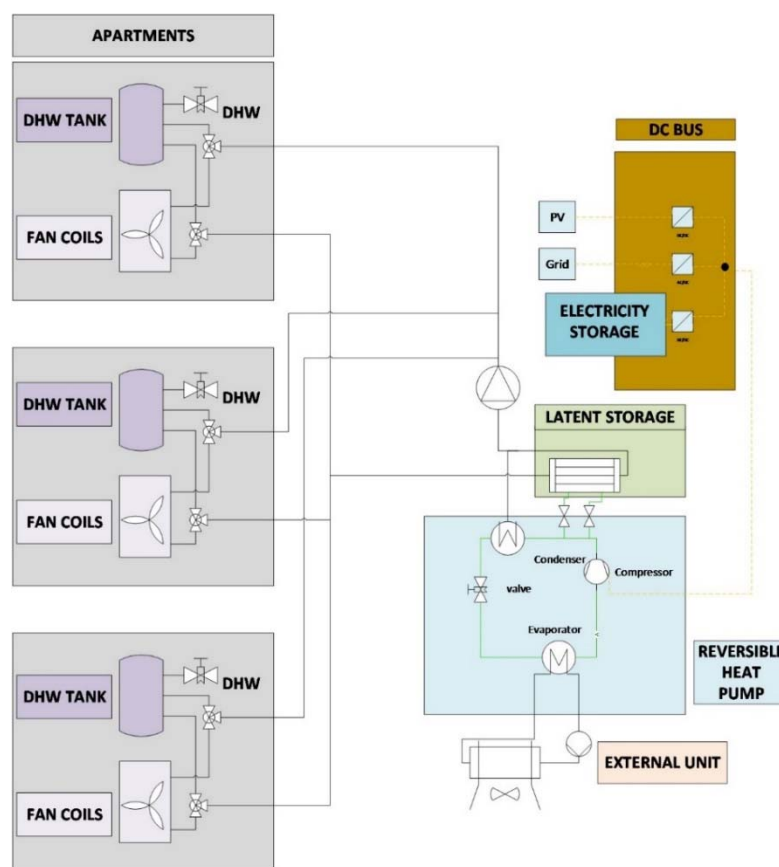 APARTMENTS
DHW TANK
DHW
FAN COILS
DHW TANK
DHW
FAN COILS
DHW TANK
DHW
FAN COILS
DC BUS
PV
Grid
ELECTRICITY
STORAGE
LATENT STORAGE
Condenser
Compressor
valve
Evaporator
REVERSIBLE
HEAT
PUMP
EXTERNAL UNIT